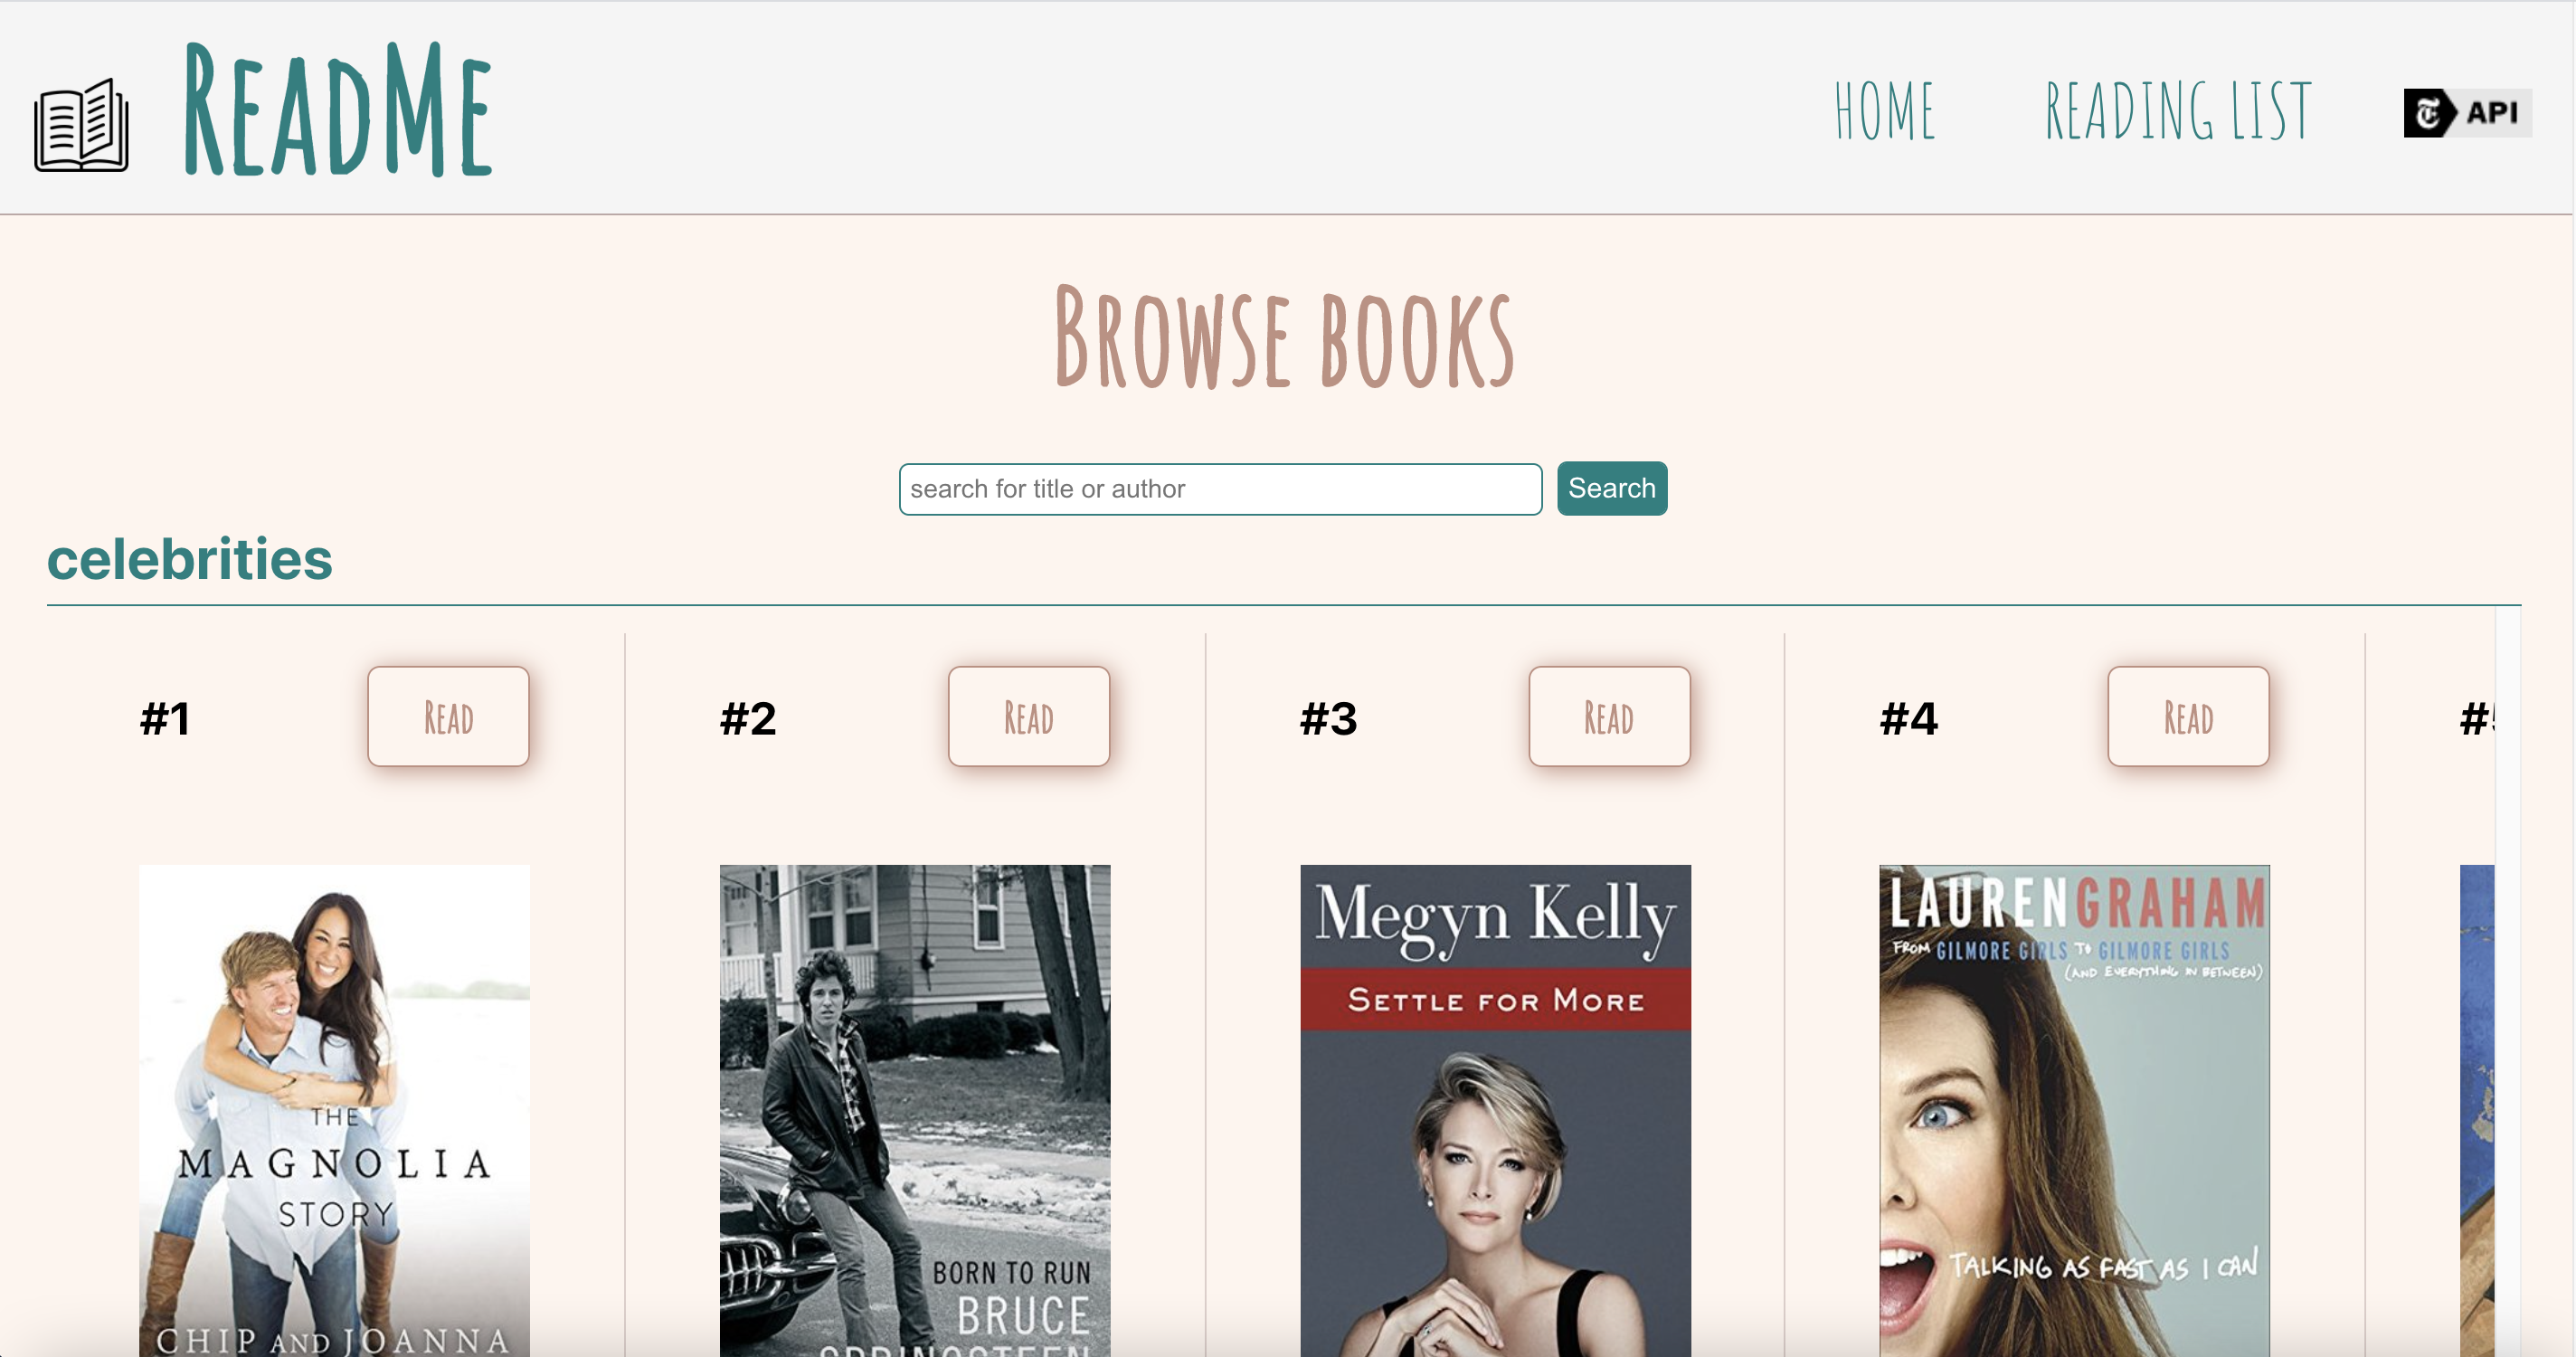 ReadMe
HOME
READING LIST
T API
Browse books
search for title or author
Search
celebrities
#1
Read
#2
Read
#3
Read
#4
Read
#
THE
MAGNOLIA
STORY
CHIP AND JOANNA
BORN TO RUN
BRUCE
SPRINGSTEEN
Megyn Kelly
SETTLE FOR MORE
LAUREN GRAHAM
FROM GILMORE GIRLS TO GILMORE GIRLS
(AND EVERYTHING IN BETWEEN)
TALKING AS FAST AS I CAN